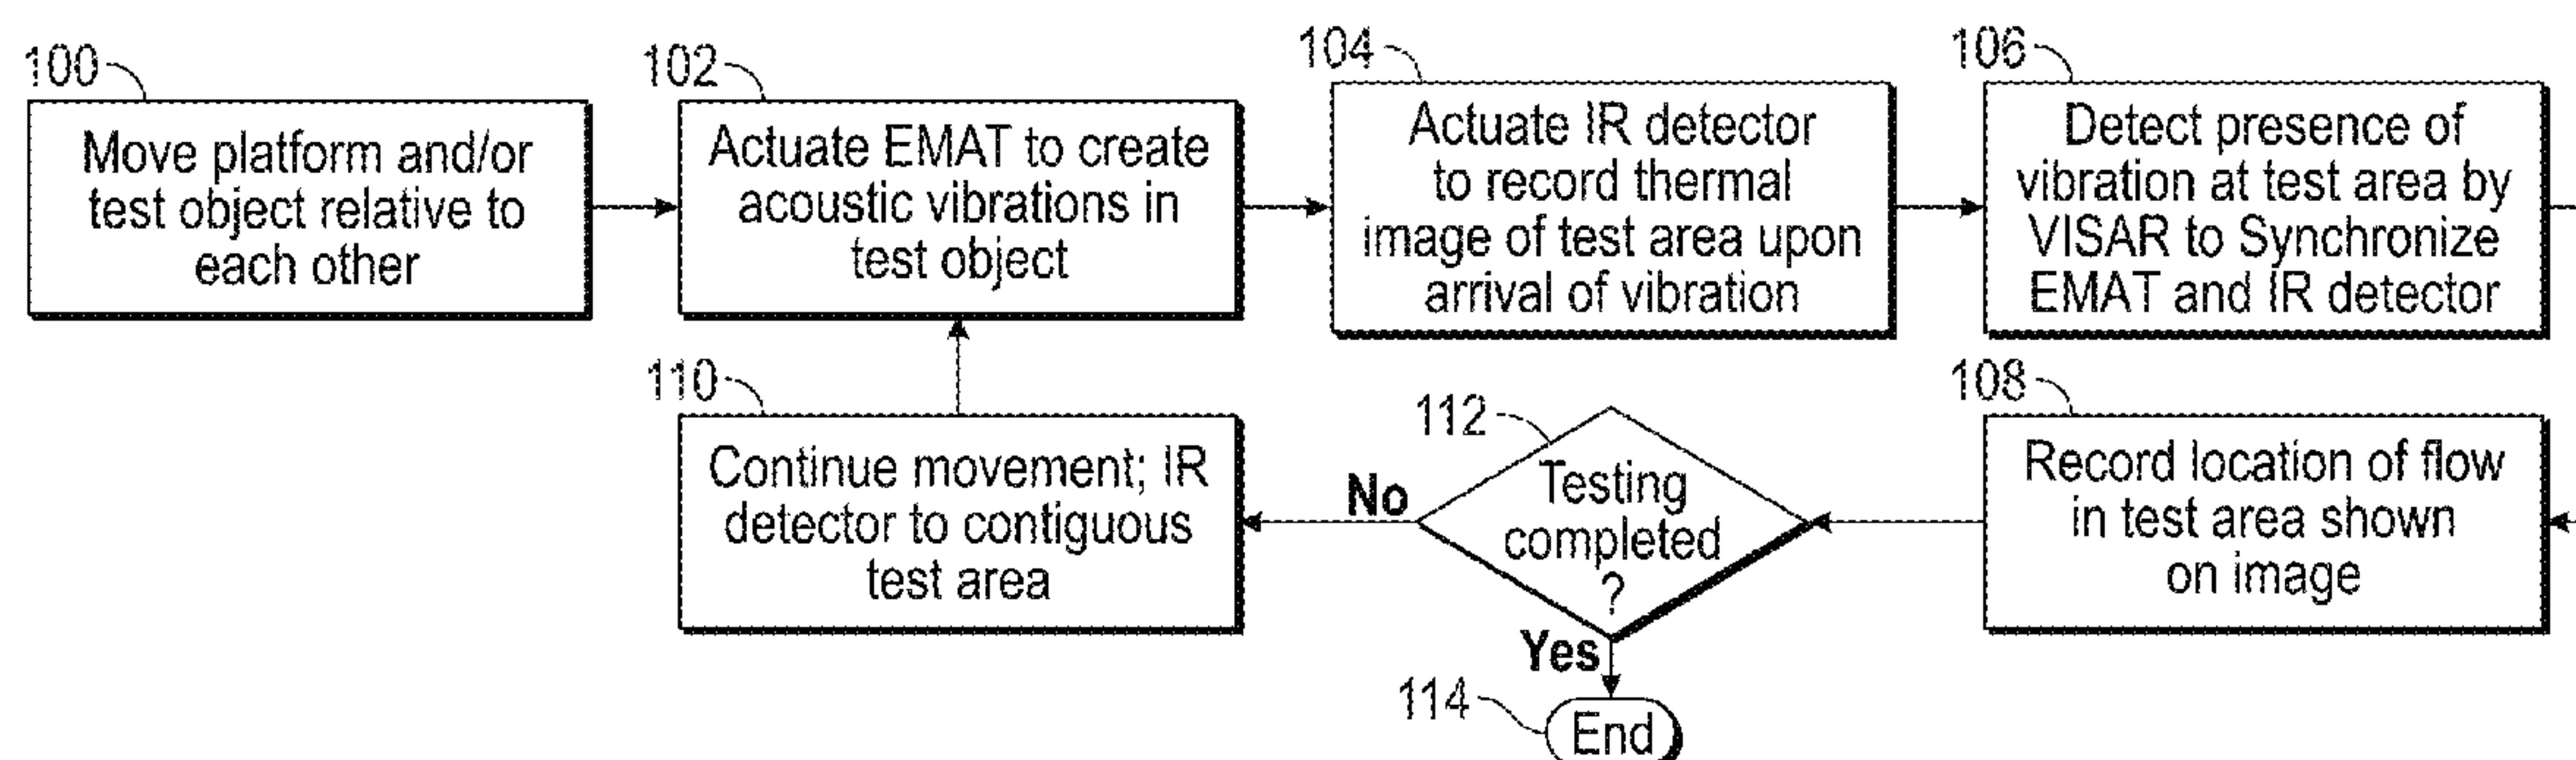 100
Move platform and/or
test object relative to
each other
102
Actuate EMAT to create
acoustic vibrations in
test object
104
Actuate IR detector
to record thermal
image of test area upon
arrival of vibration
106
Detect presence of
vibration at test area by
VISAR to Synchronize
EMAT and IR detector
108
Record location of flow
in test area shown
on image
112
Testing
completed
?
No
Yes
110
Continue movement; IR
detector to contiguous
test area
114
End